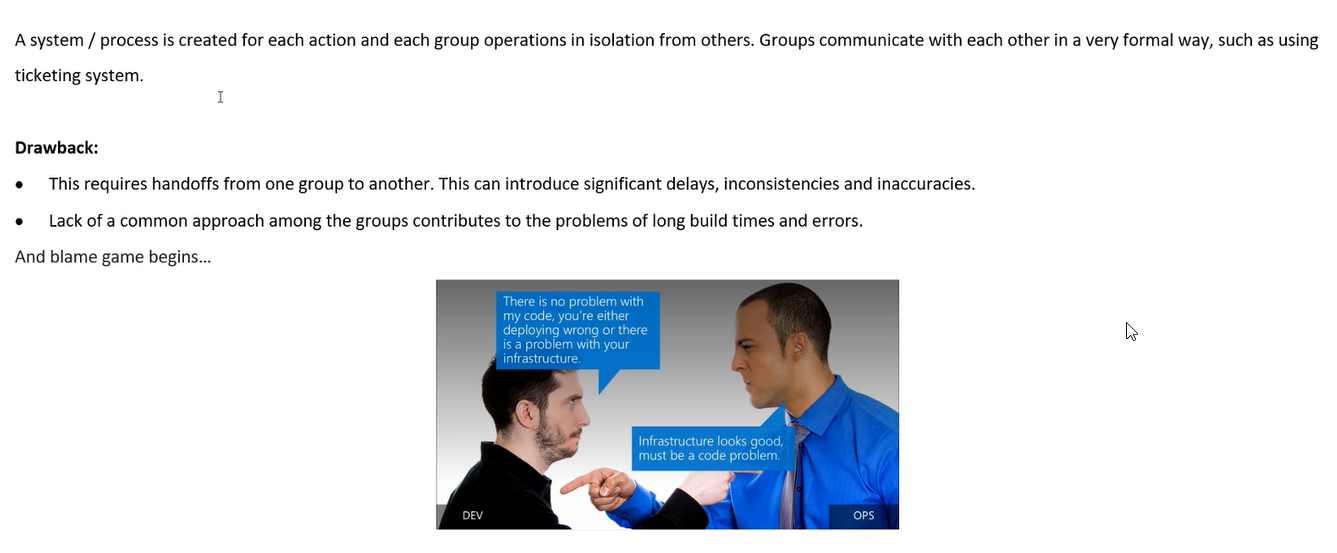 A system / process is created for each action and each group operations in isolation from others. Groups communicate with each other in a very formal way, such as using
ticketing system.
Drawback:
• This requires handoffs from one group to another. This can introduce significant delays, inconsistencies and inaccuracies.
• Lack of a common approach among the groups contributes to the problems of long build times and errors.
And blame game begins...
There is no problem with
my code, you're either
deploying wrong or there
is a problem with your
infrastructure.
Infrastructure looks good,
must be a code problem.
DEV
OPS